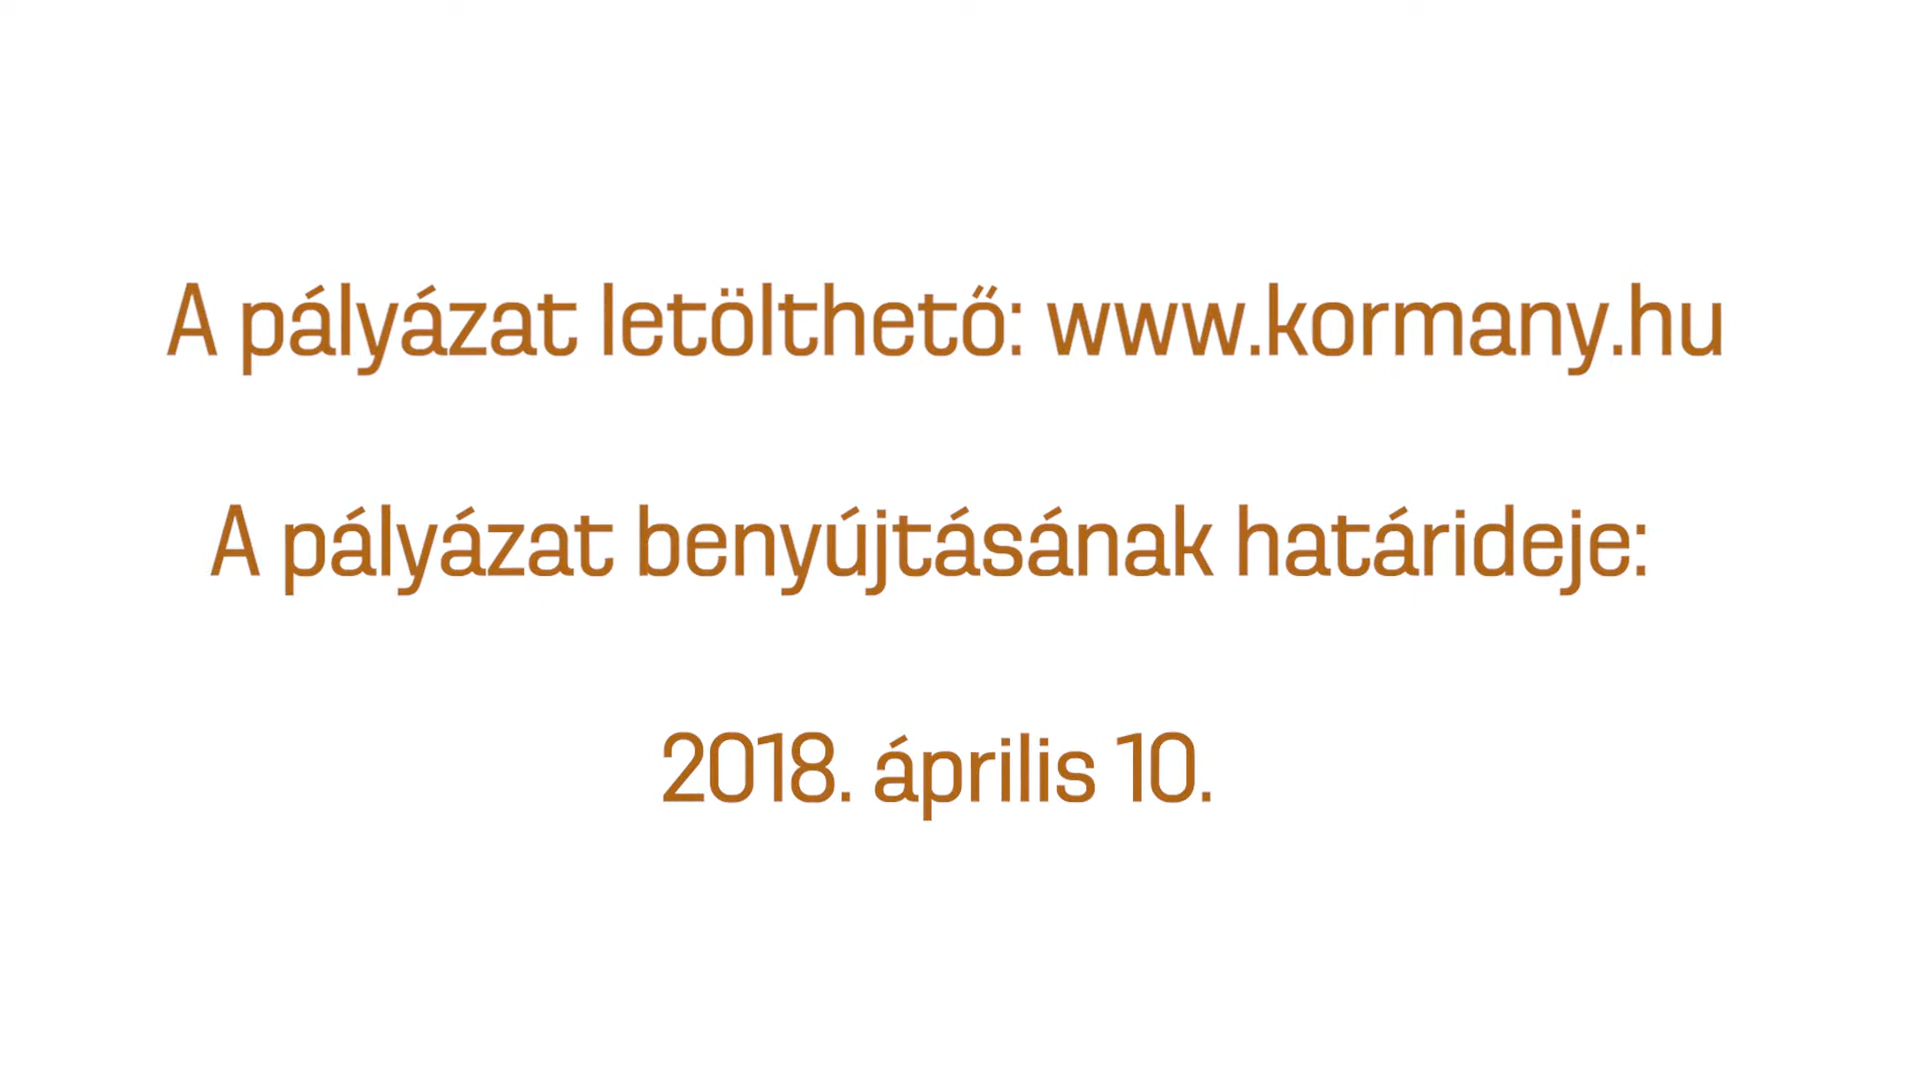 A pályázat letölthető: www.kormany.hu
A pályázat benyújtásának határideje:
2018. április 10.